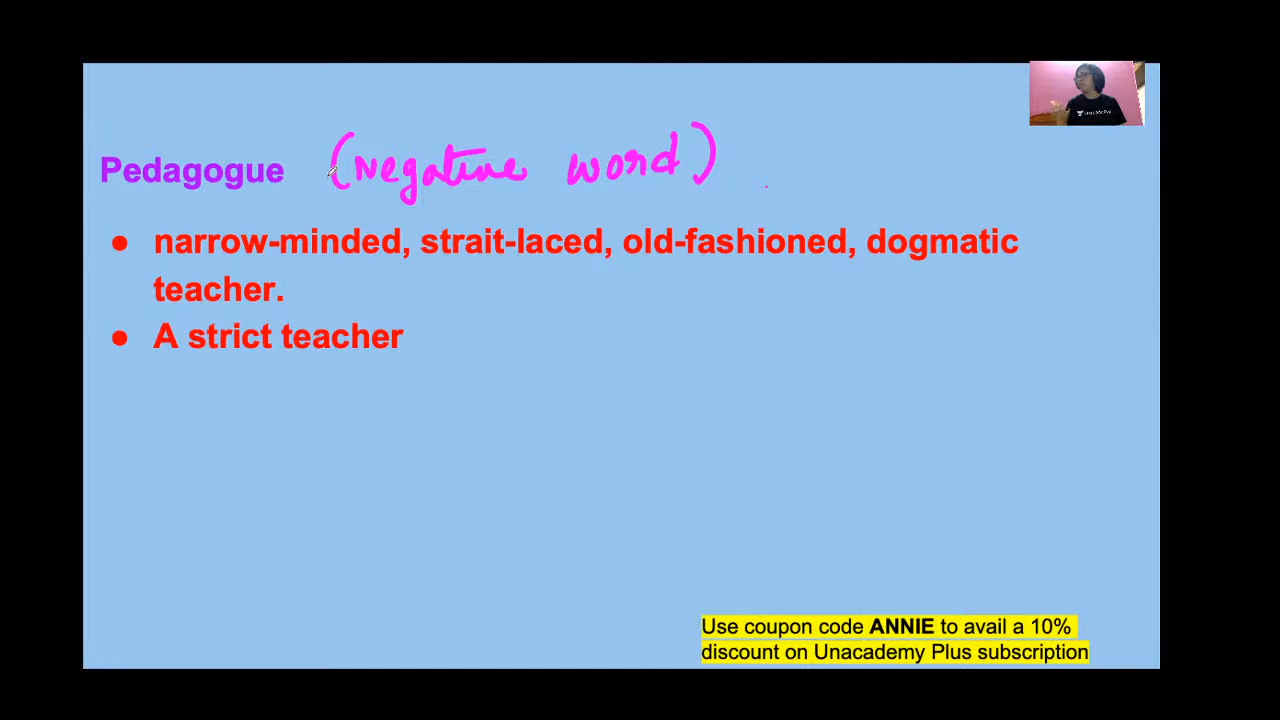 Pedagogue (Negative word)
● narrow-minded, strait-laced, old-fashioned, dogmatic
teacher.
● A strict teacher
Use coupon code ANNIE to avail a 10%
discount on Unacademy Plus subscription